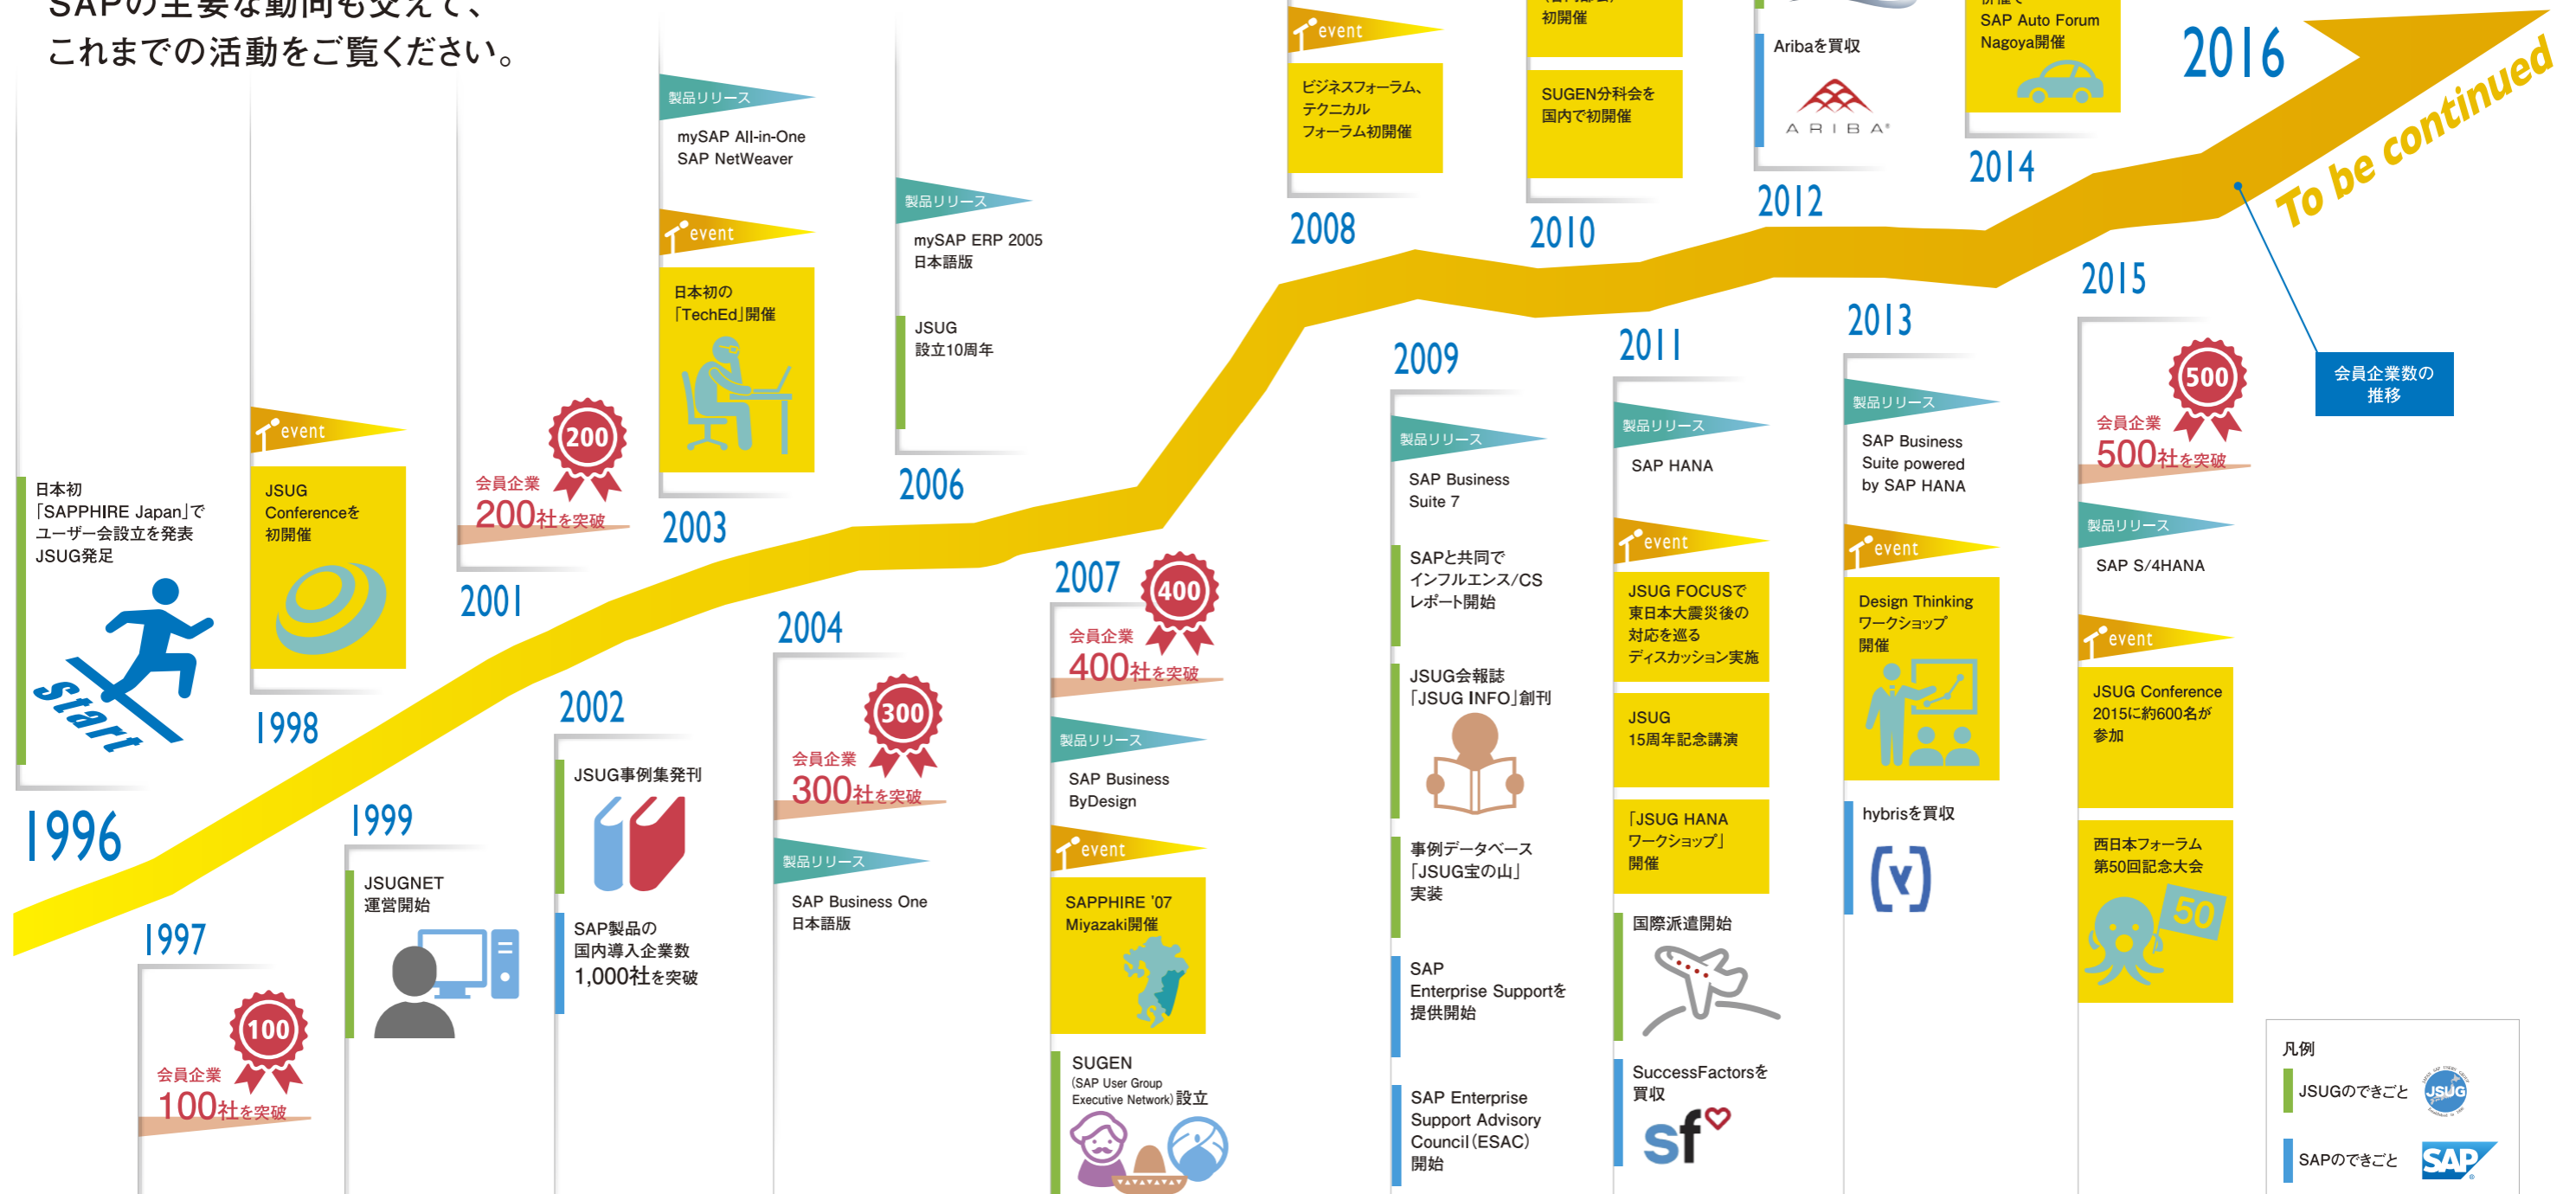 SAPの主要な動向も交えて、
これまでの活動をご覧ください。
日本初
「SAPPHIRE Japan」で
ユーザー会設立を発表
JSUG発足
Start
1996
1997
100
会員企業
100社を突破
event
JSUG
Conferenceを
初開催
1998
1999
JSUGNET
運営開始
200
会員企業
200社を突破
2001
2002
JSUG事例集発刊
SAP製品の
国内導入企業数
1,000社を突破
製品リリース
mySAP All-in-One
SAP NetWeaver
event
日本初の
「TechEd」開催
2003
2004
300
会員企業
300社を突破
製品リリース
SAP Business One
日本語版
製品リリース
mySAP ERP 2005
日本語版
JSUG
設立10周年
2006
2007
400
会員企業
400社を突破
製品リリース
SAP Business
ByDesign
event
SAPPHIRE ’07
Miyazaki開催
SUGEN
(SAP User Group
Executive Network)設立
event
ビジネスフォーラム、
テクニカル
フォーラム初開催
2008
2009
製品リリース
SAP Business
Suite 7
SAPと共同で
インフルエンス/CS
レポート開始
JSUG会報誌
「JSUG INFO」創刊
事例データベース
「JSUG宝の山」
実装
SAP
Enterprise Supportを
提供開始
SAP Enterprise
Support Advisory
Council(ESAC)
開始
初開催
SUGEN分科会を
国内で初開催
2010
2011
製品リリース
SAP HANA
event
JSUG FOCUSで
東日本大震災後の
対応を巡る
ディスカッション実施
JSUG
15周年記念講演
「JSUG HANA
ワークショップ」
開催
国際派遣開始
SuccessFactorsを
買収
sf
Aribaを買収
ARIBA®
2012
2013
製品リリース
SAP Business
Suite powered
by SAP HANA
event
Design Thinking
ワークショップ
開催
hybrisを買収
(y)
併催で
SAP Auto Forum
Nagoya開催
2014
2015
500
会員企業
500社を突破
製品リリース
SAP S/4HANA
event
JSUG Conference
2015に約600名が
参加
西日本フォーラム
第50回記念大会
50
2016
To be continued
会員企業数の
推移
凡例
JSUGのできごと
JSUG
SAPのできごと
SAP